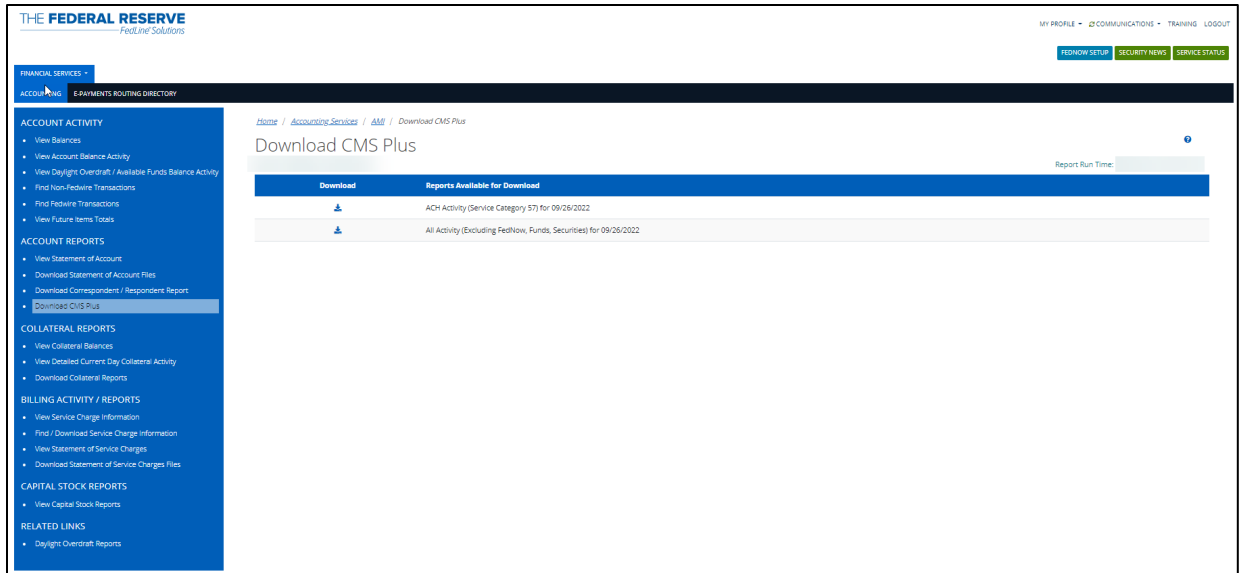 THE FEDERAL RESERVE
FedLine Solutions
MY PROFILE COMMUNICATIONS TRAINING LOGOUT
FEDNOW SETUP SECURITY NEWS SERVICE STATUS
FINANCIAL SERVICES
ACCOUNTING E-PAYMENTS ROUTING DIRECTORY
ACCOUNT ACTIVITY
• View Balances
• View Account Balance Activity
• View Daylight Overdraft / Available Funds Balance Activity
• Find Non-Fedwire Transactions
• Find Fedwire Transactions
• View Future Items Totals
ACCOUNT REPORTS
• View Statement of Account
• Download Statement of Account Files
• Download Correspondent / Respondent Report
• Download CMS Plus
COLLATERAL REPORTS
• View Collateral Balances
• View Detailed Current Day Collateral Activity
• Download Collateral Reports
BILLING ACTIVITY / REPORTS
• View Service Charge Information
• Find / Download Service Charge Information
• View Statement of Service Charges
• Download Statement of Service Charges Files
CAPITAL STOCK REPORTS
• View Capital Stock Reports
RELATED LINKS
• Daylight Overdraft Reports
Home / Accounting Services / AMI / Download CMS Plus
Download CMS Plus
?
Report Run Time:
Download Reports Available for Download
ACH Activity (Service Category 57) for 09/26/2022
All Activity (Excluding FedNow, Funds, Securities) for 09/26/2022